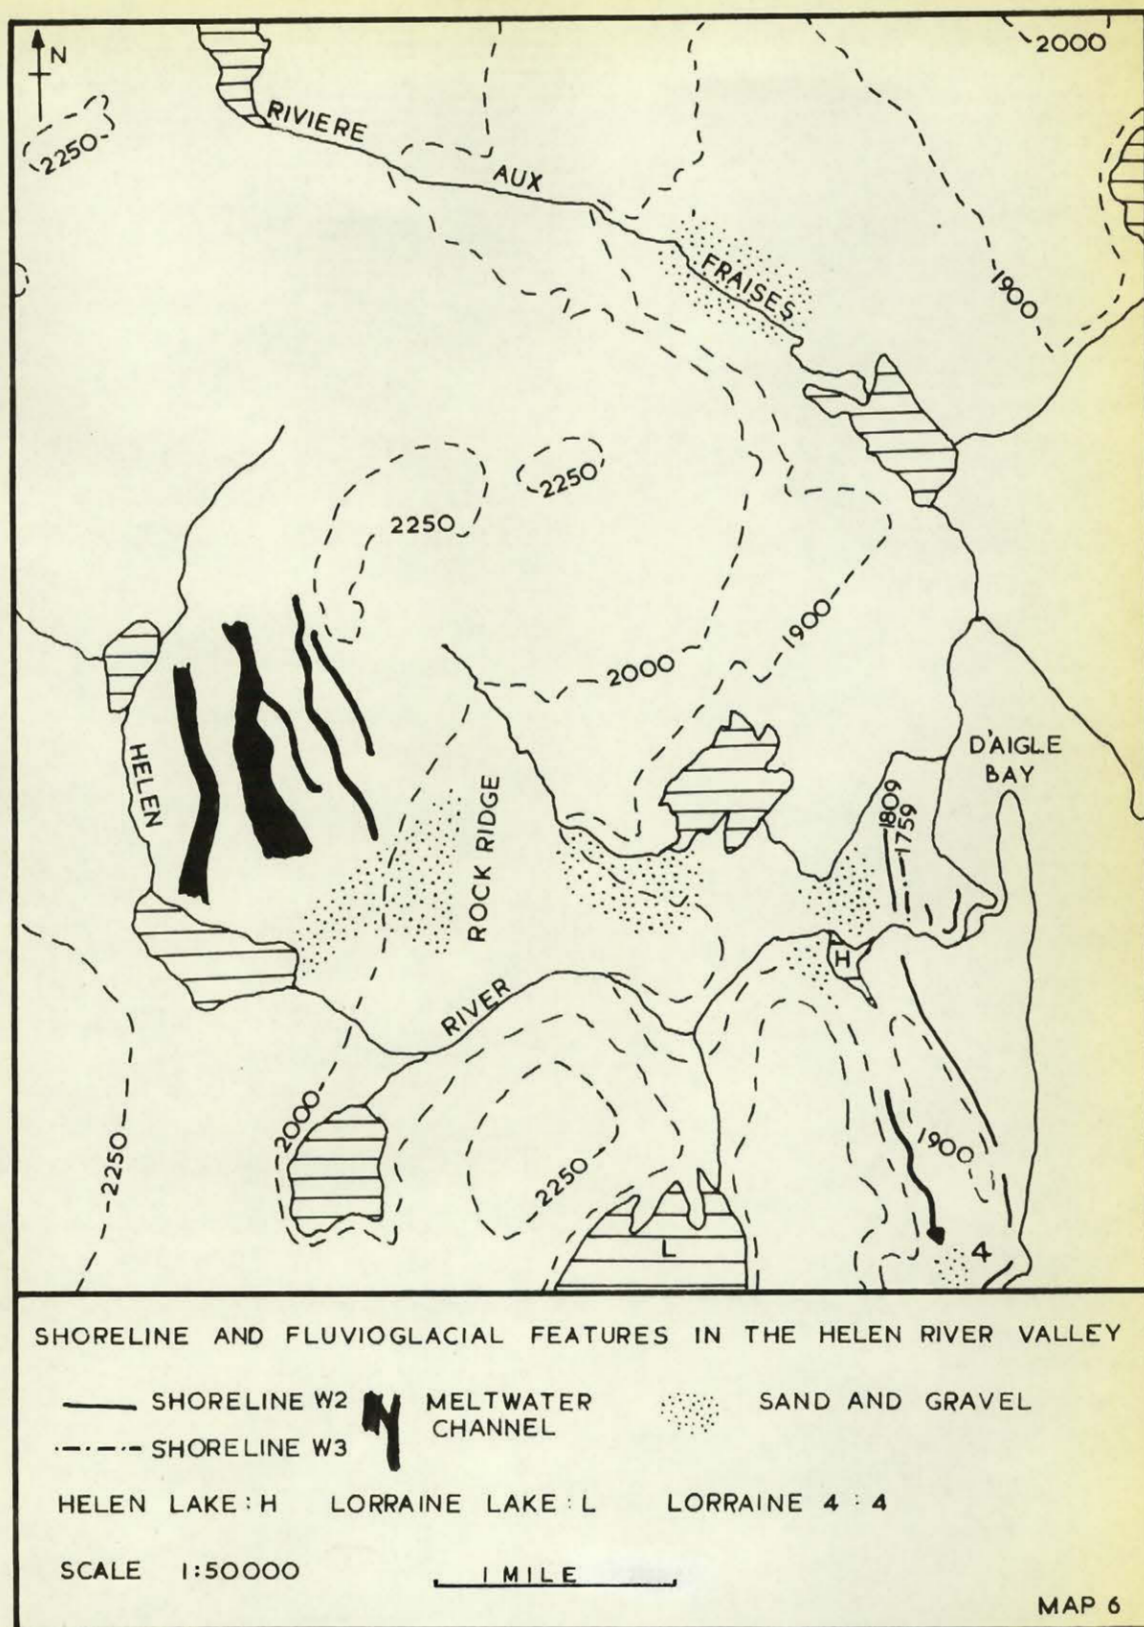 N
2000
RIVIERE
2250
AUX
FRAISES
1900
2250
2250
1900
2000
HELEN
D'AIGLE
BAY
1809
1759
ROCK RIDGE
H
RIVER
2000
1900
2250
2250
L
4
SHORELINE AND FLUVIOGLACIAL FEATURES IN THE HELEN RIVER VALLEY
SHORELINE W2
MELTWATER
CHANNEL
SAND AND GRAVEL
SHORELINE W3
HELEN LAKE : H LORRAINE LAKE : L LORRAINE 4 : 4
SCALE 1:50000
1 MILE
MAP 6